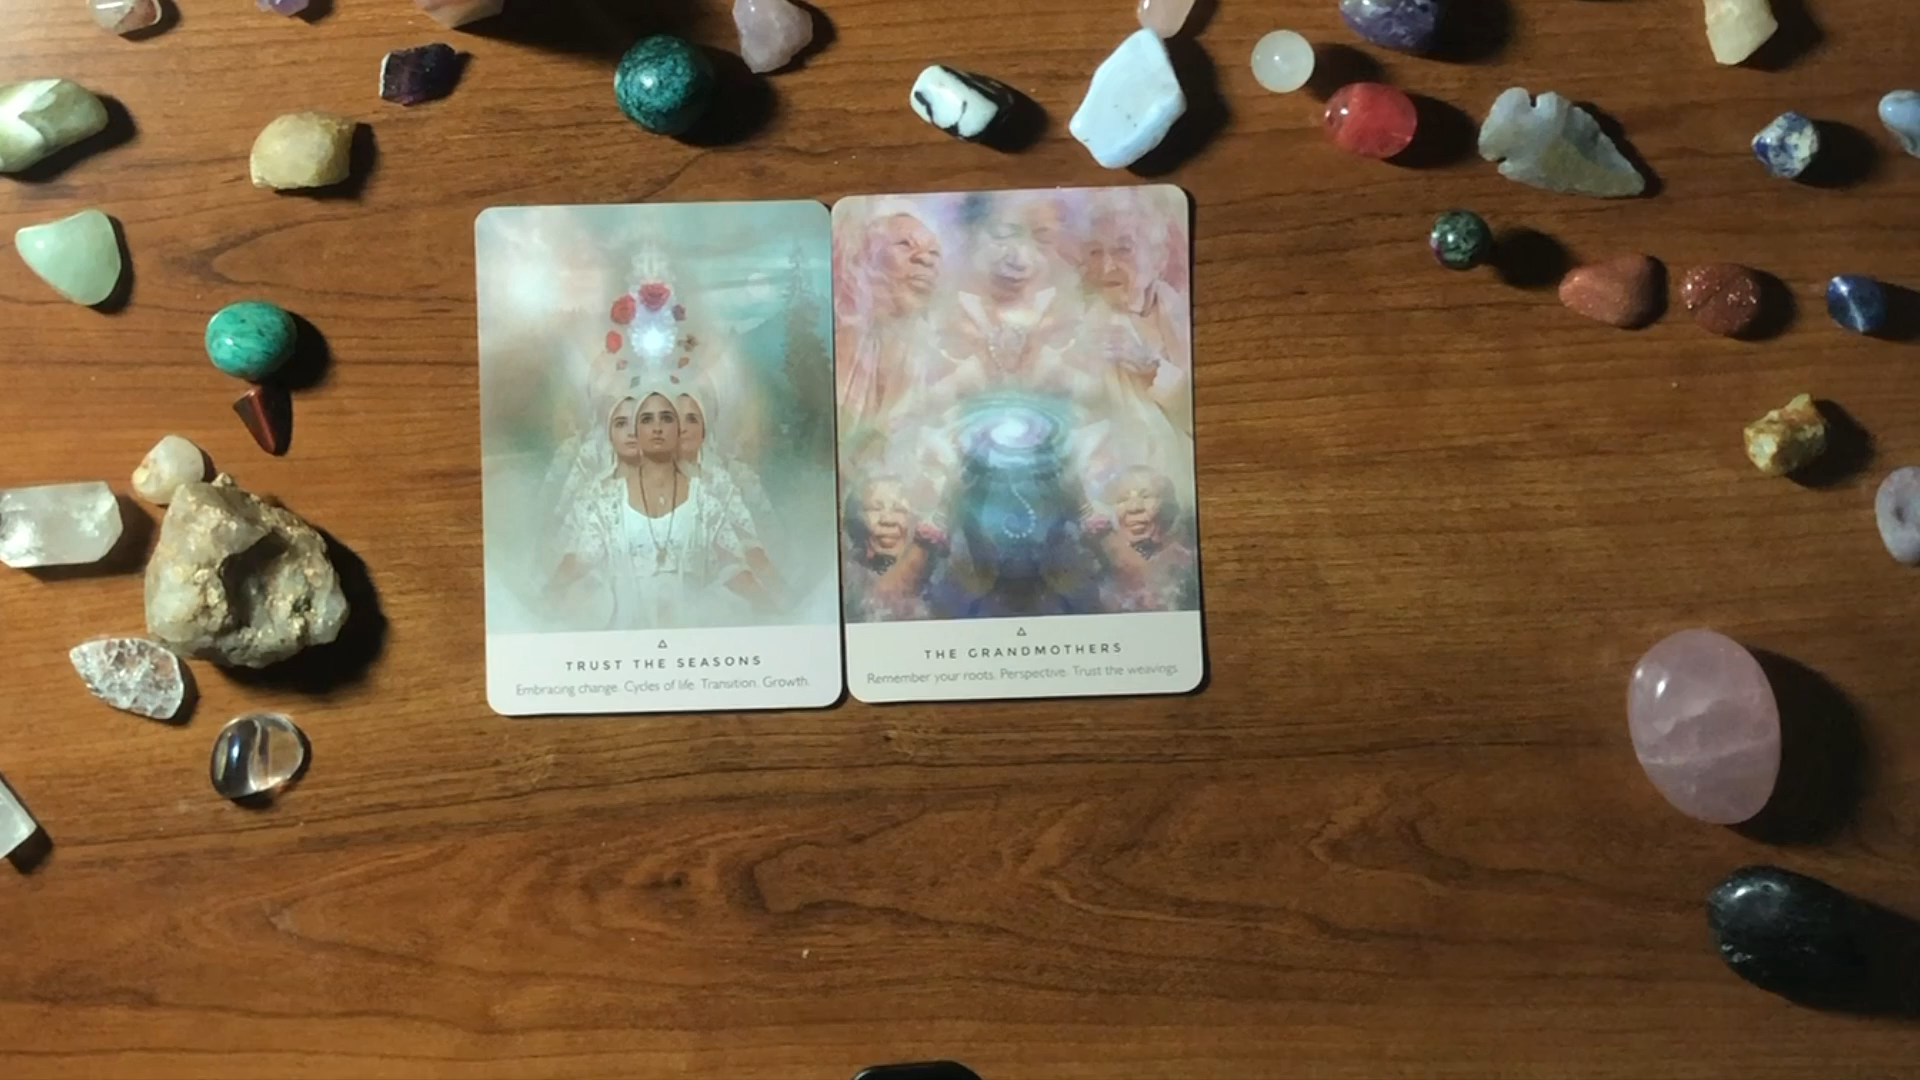 TRUST THE SEASONS
Embracing change. Cycles of life. Transition. Growth.
THE GRANDMOTHERS
Remember your roots. Perspective. Trust the weavings.